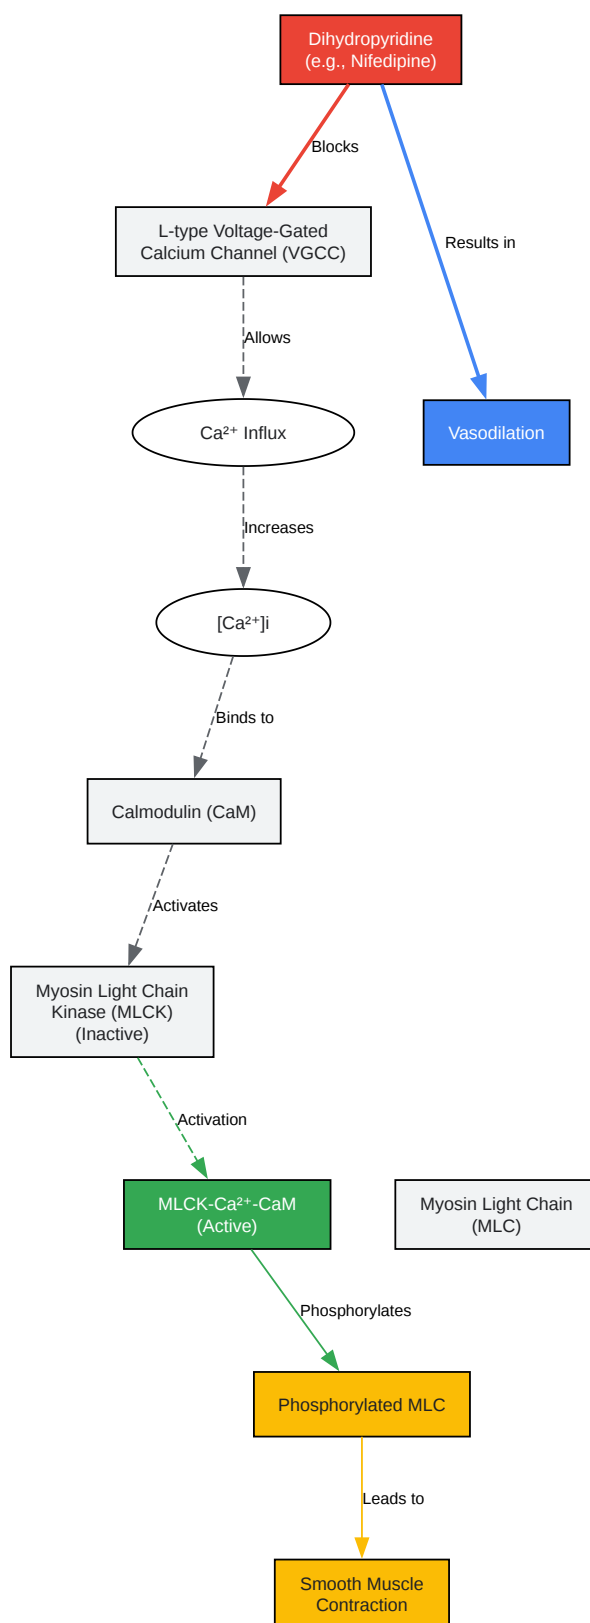 Dihydropyridine
(e.g., Nifedipine)
Blocks
Results in
L-type Voltage-Gated
Calcium Channel (VGCC)
Allows
Ca²⁺ Influx
Vasodilation
Increases
[Ca²⁺]i
Binds to
Calmodulin (CaM)
Activates
Myosin Light Chain
Kinase (MLCK)
(Inactive)
Activation
MLCK-Ca²⁺-CaM
(Active)
Myosin Light Chain
(MLC)
Phosphorylates
Phosphorylated MLC
Leads to
Smooth Muscle
Contraction